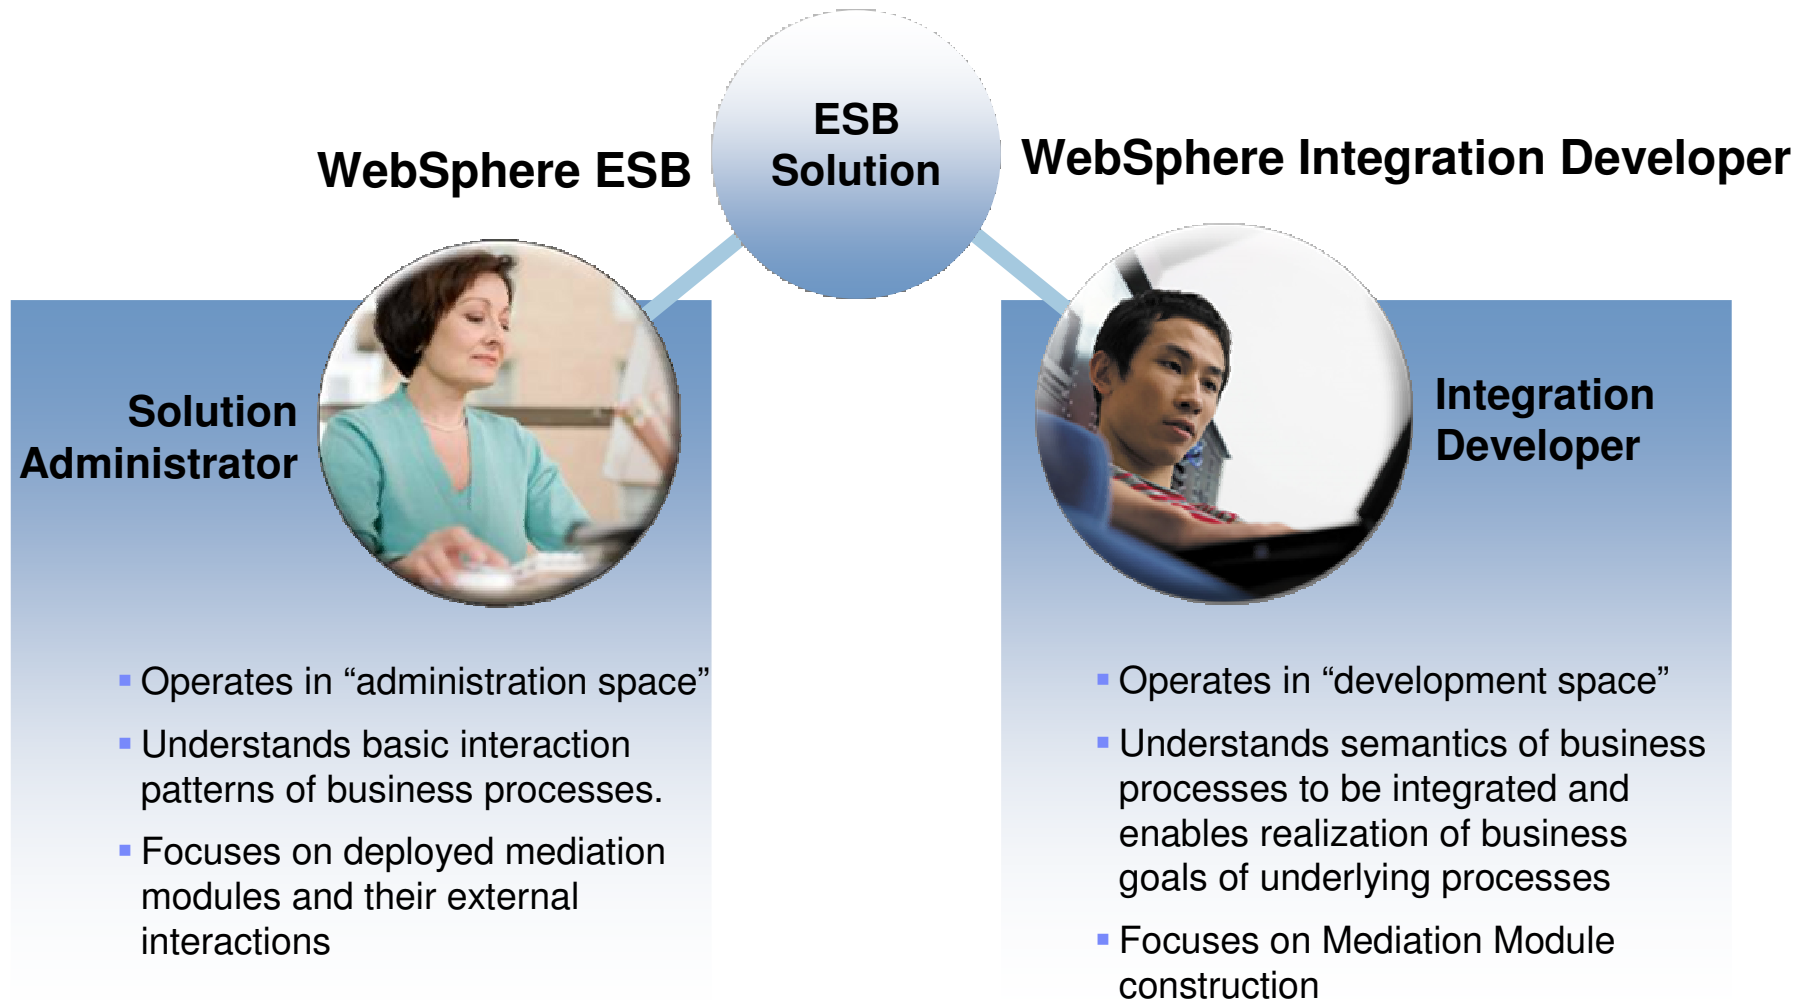 ESB
Solution
WebSphere ESB
WebSphere Integration Developer
Solution
Administrator
▪ Operates in “administration space”
▪ Understands basic interaction
patterns of business processes.
▪ Focuses on deployed mediation
modules and their external
interactions
Integration
Developer
▪ Operates in “development space”
▪ Understands semantics of business
processes to be integrated and
enables realization of business
goals of underlying processes
▪ Focuses on Mediation Module
construction